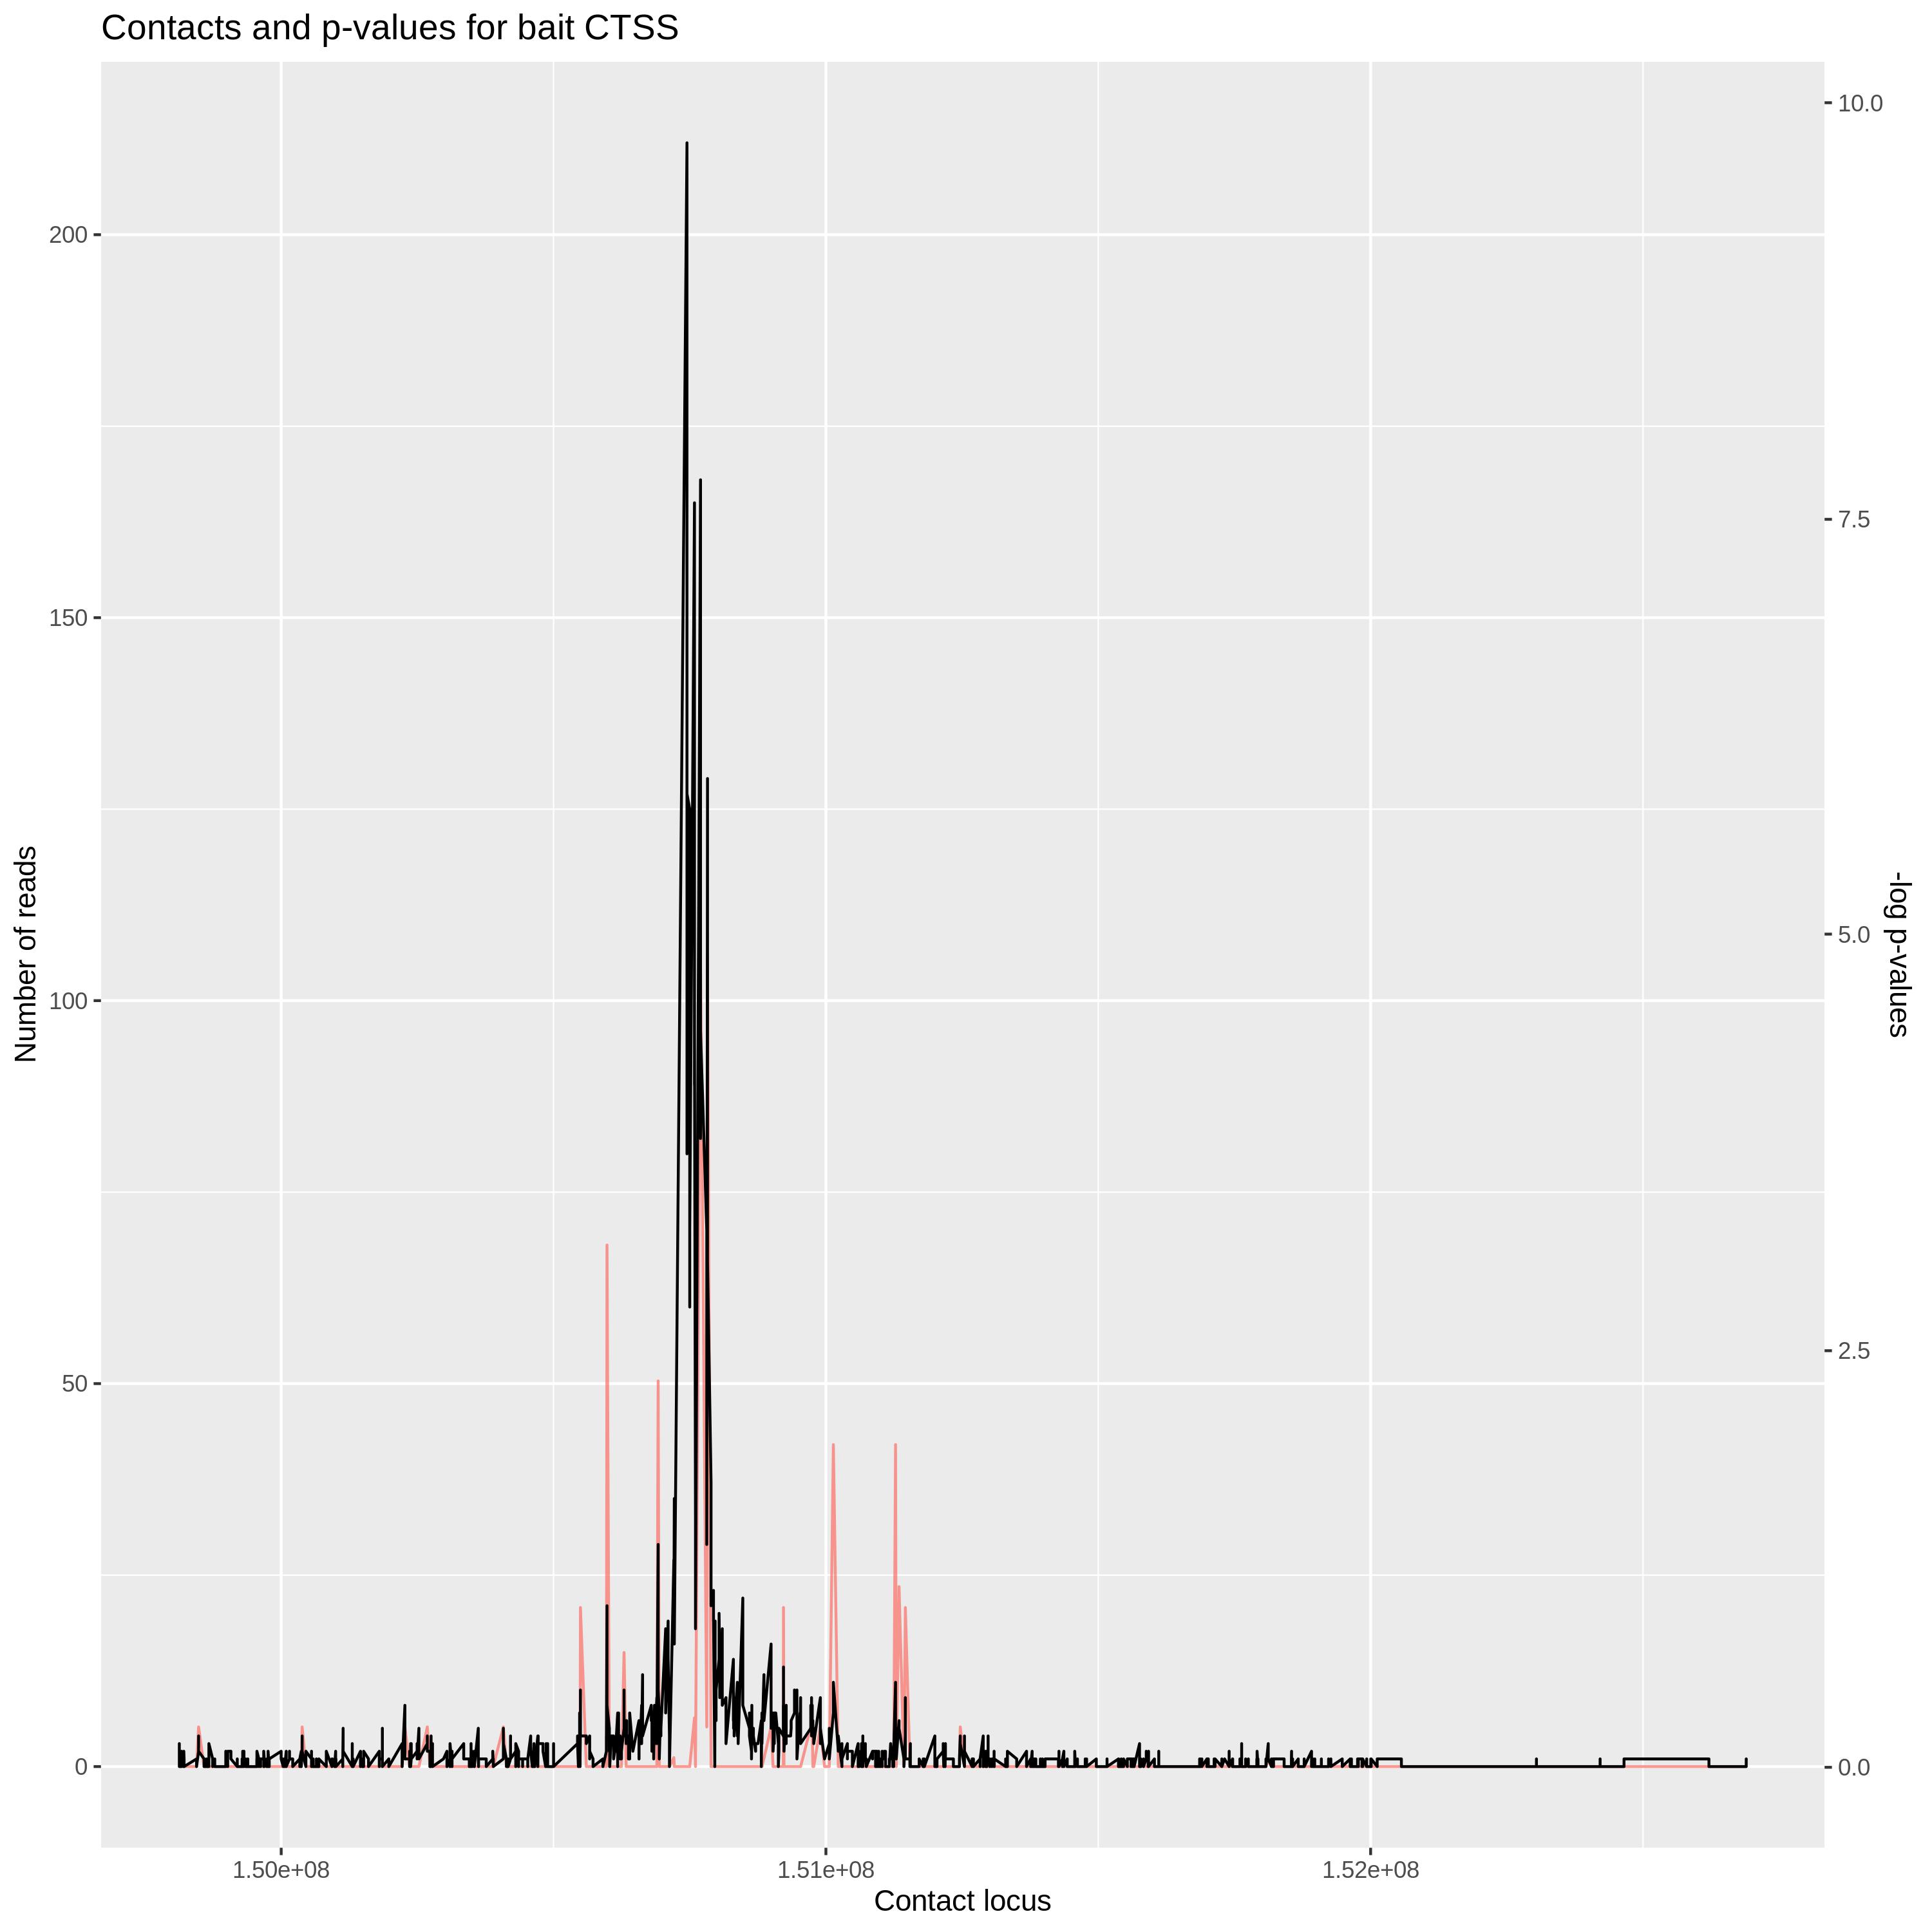 Contacts and p-values for bait CTSS
Number of reads
200
150
100
50
0
10.0
7.5
5.0
2.5
0.0
-log p-values
1.50e+08
1.51e+08
1.52e+08
Contact locus